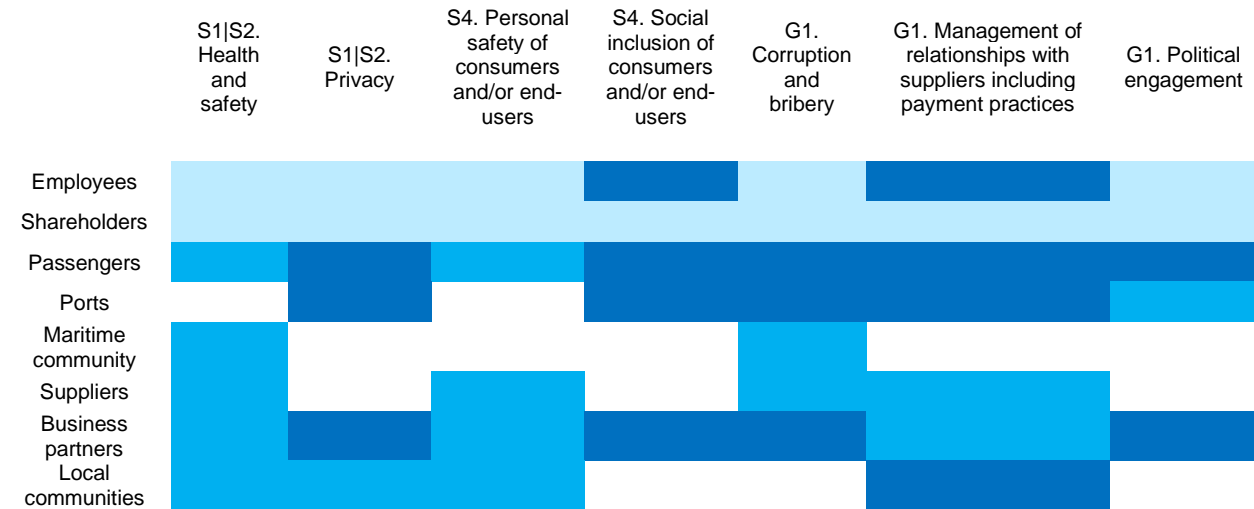 S1|S2.
Health
and
safety
S1|S2.
Privacy
S4. Personal
safety of
consumers
and/or end-
users
S4. Social
inclusion of
consumers
and/or end-
users
G1.
Corruption
and
bribery
G1. Management of
relationships with
suppliers including
payment practices
G1. Political
engagement
Employees
Shareholders
Passengers
Ports
Maritime
community
Suppliers
Business
partners
Local
communities